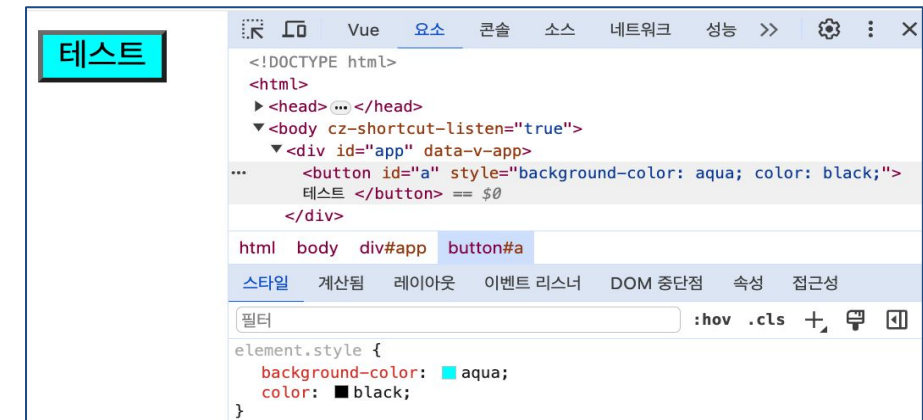 테스트
Vue 요소 콘솔 소스 네트워크 성능 >>
<!DOCTYPE html>
<html>
▶<head>…</head>
▼<body cz-shortcut-listen="true">
▼<div id="app" data-v-app>
… <button id="a" style="background-color: aqua; color: black;">
테스트 </button> == $0
</div>
html body div#app button#a
스타일 계산됨 레이아웃 이벤트 리스너 DOM 중단점 속성 접근성
필터 :hov .cls
element.style {
background-color: aqua;
color: black;
}